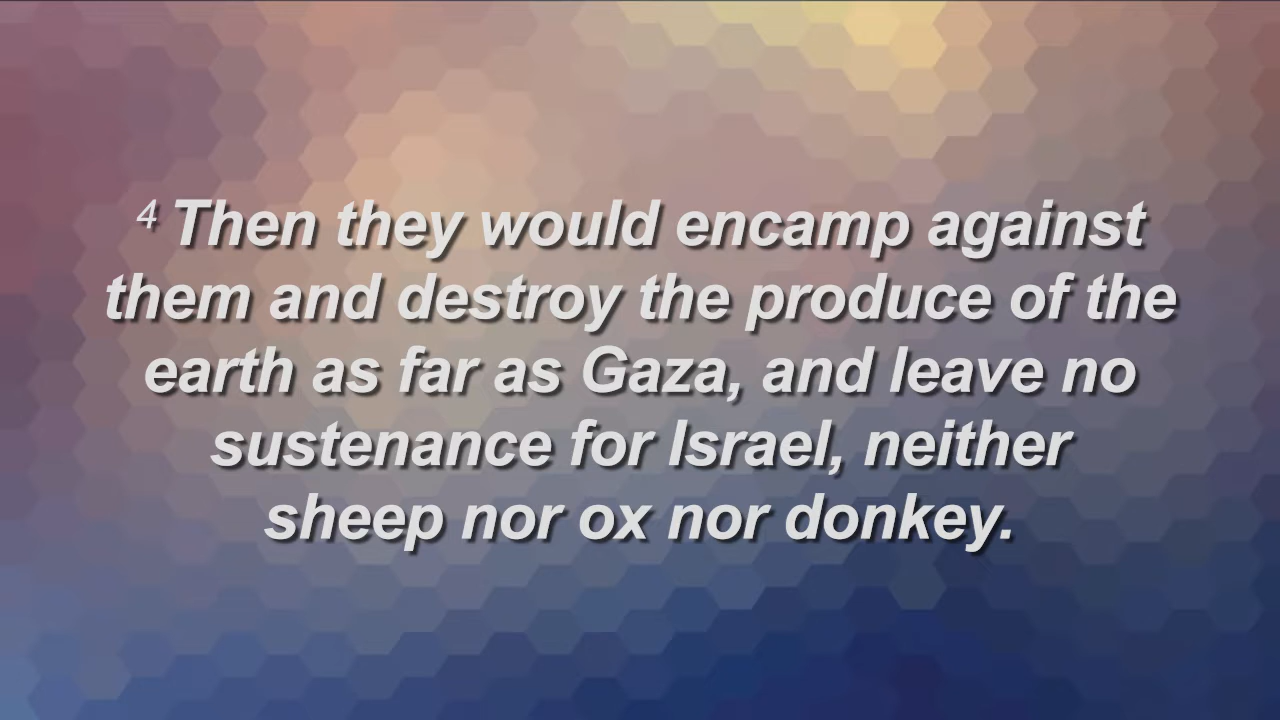 4 Then they would encamp against
them and destroy the produce of the
earth as far as Gaza, and leave no
sustenance for Israel, neither
sheep nor ox nor donkey.